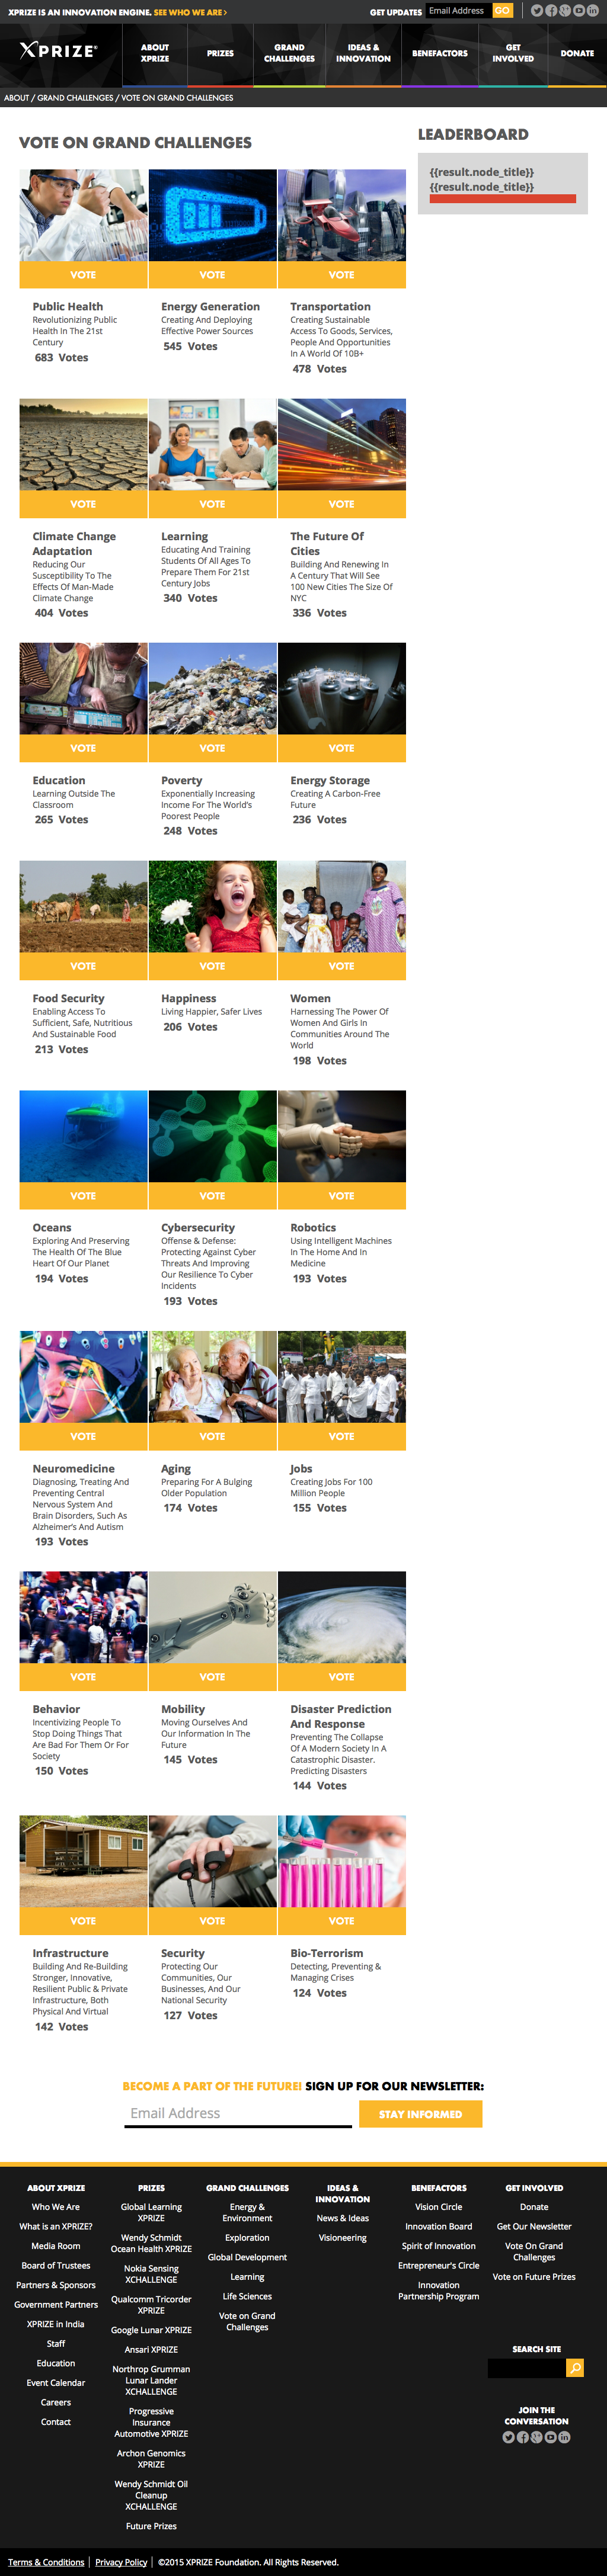 XPRIZE IS AN INNOVATION ENGINE. SEE WHO WE ARE >
GET UPDATES Email Address GO
XPRIZE
ABOUT
XPRIZE
PRIZES
GRAND
CHALLENGES
IDEAS &
INNOVATION
BENEFACTORS
GET
INVOLVED
DONATE
ABOUT / GRAND CHALLENGES / VOTE ON GRAND CHALLENGES
VOTE ON GRAND CHALLENGES
LEADERBOARD
{{result.node_title}}
{{result.node_title}}
VOTE
Public Health
Revolutionizing Public
Health In The 21st
Century
683 Votes
VOTE
Energy Generation
Creating And Deploying
Effective Power Sources
545 Votes
VOTE
Transportation
Creating Sustainable
Access To Goods, Services,
People And Opportunities
In A World Of 10B+
478 Votes
VOTE
Climate Change
Adaptation
Reducing Our
Susceptibility To The
Effects Of Man-Made
Climate Change
404 Votes
VOTE
Learning
Educating And Training
Students Of All Ages To
Prepare Them For 21st
Century Jobs
340 Votes
VOTE
The Future Of
Cities
Building And Renewing In
A Century That Will See
100 New Cities The Size Of
NYC
336 Votes
VOTE
Education
Learning Outside The
Classroom
265 Votes
VOTE
Poverty
Exponentially Increasing
Income For The World's
Poorest People
248 Votes
VOTE
Energy Storage
Creating A Carbon-Free
Future
236 Votes
VOTE
Food Security
Enabling Access To
Sufficient, Safe, Nutritious
And Sustainable Food
213 Votes
VOTE
Happiness
Living Happier, Safer Lives
206 Votes
VOTE
Women
Harnessing The Power Of
Women And Girls In
Communities Around The
World
198 Votes
VOTE
Oceans
Exploring And Preserving
The Health Of The Blue
Heart Of Our Planet
194 Votes
VOTE
Cybersecurity
Offense & Defense:
Protecting Against Cyber
Threats And Improving
Our Resilience To Cyber
Incidents
193 Votes
VOTE
Robotics
Using Intelligent Machines
In The Home And In
Medicine
193 Votes
VOTE
Neuromedicine
Diagnosing, Treating And
Preventing Central
Nervous System And
Brain Disorders, Such As
Alzheimer's And Autism
193 Votes
VOTE
Aging
Preparing For A Bulging
Older Population
174 Votes
VOTE
Jobs
Creating Jobs For 100
Million People
155 Votes
VOTE
Behavior
Incentivizing People To
Stop Doing Things That
Are Bad For Them Or For
Society
150 Votes
VOTE
Mobility
Moving Ourselves And
Our Information In The
Future
145 Votes
VOTE
Disaster Prediction
And Response
Preventing The Collapse
Of A Modern Society In A
Catastrophic Disaster.
Predicting Disasters
144 Votes
VOTE
Infrastructure
Building And Re-Building
Stronger, Innovative,
Resilient Public & Private
Infrastructure, Both
Physical And Virtual
142 Votes
VOTE
Security
Protecting Our
Communities, Our
Businesses, And Our
National Security
127 Votes
VOTE
Bio-Terrorism
Detecting, Preventing &
Managing Crises
124 Votes
BECOME A PART OF THE FUTURE! SIGN UP FOR OUR NEWSLETTER:
Email Address
STAY INFORMED
ABOUT XPRIZE
Who We Are
What is an XPRIZE?
Media Room
Board of Trustees
Partners & Sponsors
Government Partners
XPRIZE in India
Staff
Education
Event Calendar
Careers
Contact
PRIZES
Global Learning
XPRIZE
Wendy Schmidt
Ocean Health XPRIZE
Nokia Sensing
XCHALLENGE
Qualcomm Tricorder
XPRIZE
Google Lunar XPRIZE
Ansari XPRIZE
Northrop Grumman
Lunar Lander
XCHALLENGE
Progressive
Insurance
Automotive XPRIZE
Archon Genomics
XPRIZE
Wendy Schmidt Oil
Cleanup
XCHALLENGE
Future Prizes
GRAND CHALLENGES
Energy &
Environment
Exploration
Global Development
Learning
Life Sciences
Vote on Grand
Challenges
IDEAS &
INNOVATION
News & Ideas
Visioneering
BENEFACTORS
Vision Circle
Innovation Board
Spirit of Innovation
Entrepreneur's Circle
Innovation
Partnership Program
GET INVOLVED
Donate
Get Our Newsletter
Vote On Grand
Challenges
Vote on Future Prizes
SEARCH SITE
JOIN THE
CONVERSATION
Terms & Conditions | Privacy Policy | ©2015 XPRIZE Foundation. All Rights Reserved.